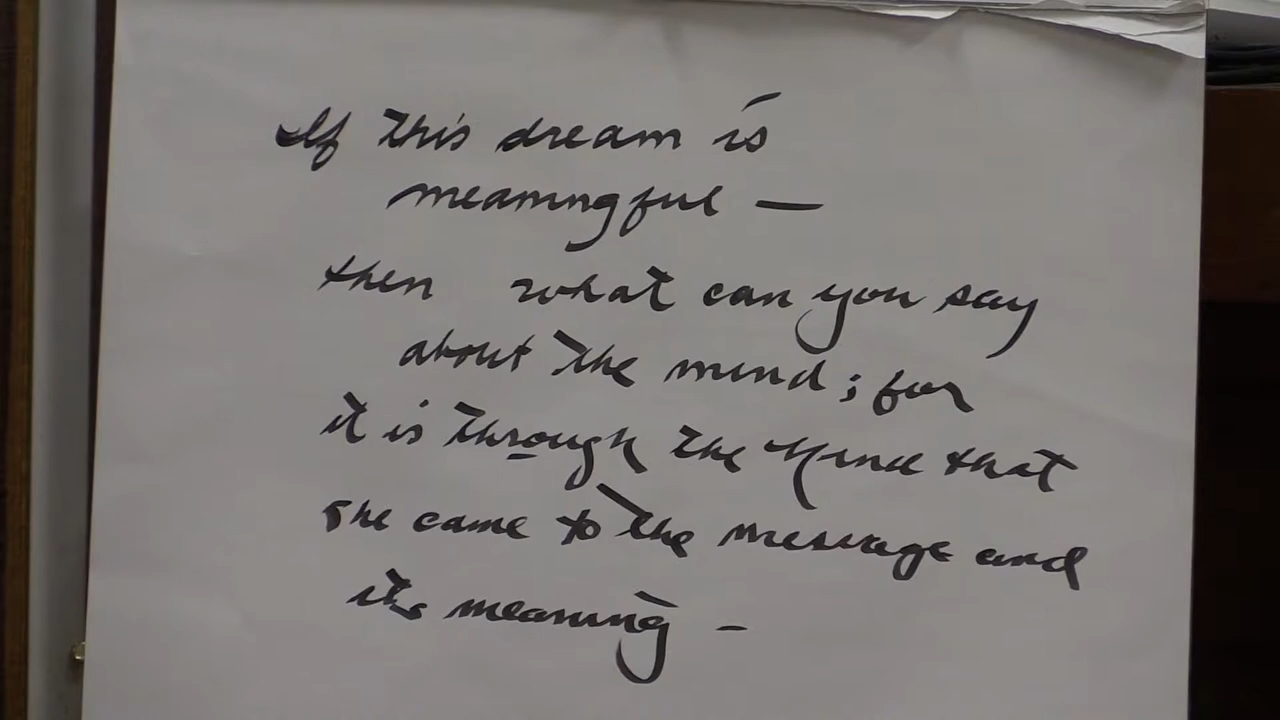 If this dream is
meaningful —
then what can you say
about the mind; for
it is through the Mind that
she came to the message and
its meaning -